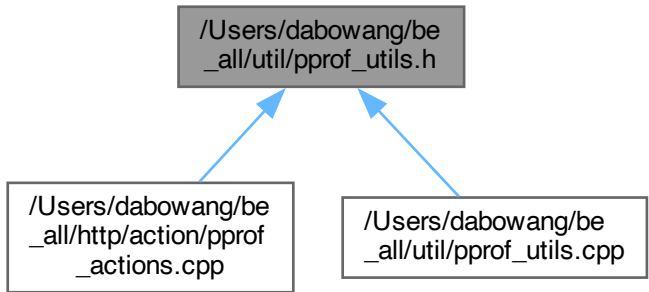 /Users/dabowang/be
_all/util/pprof_utils.h
/Users/dabowang/be
_all/http/action/pprof
_actions.cpp
/Users/dabowang/be
_all/util/pprof_utils.cpp